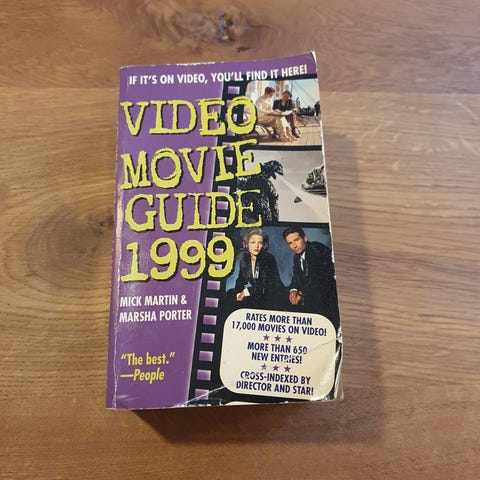 IF IT'S ON VIDEO, YOU'LL FIND IT HERE!
VIDEO
MOVIE
GUIDE
1999
MICK MARTIN &
MARSHA PORTER
"The best."
—People
RATES MORE THAN
17,000 MOVIES ON VIDEO!
★ ★ ★
MORE THAN 650
NEW ENTRIES!
★ ★ ★
CROSS-INDEXED BY
DIRECTOR AND STAR!